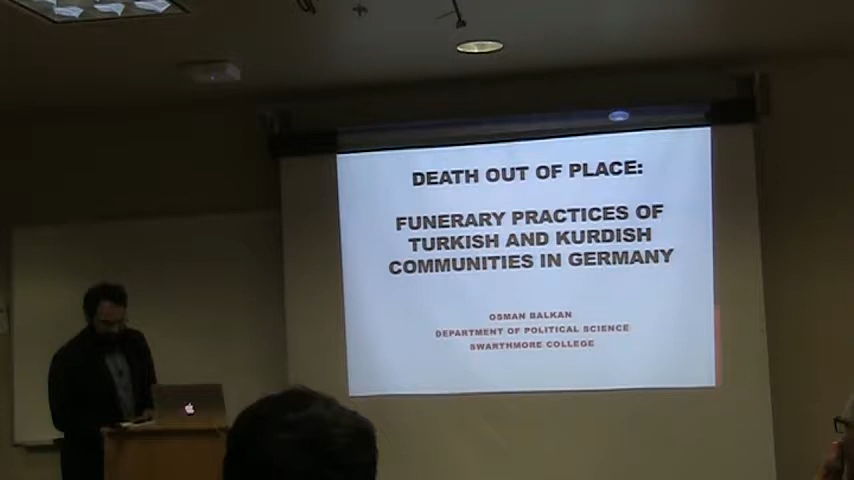 DEATH OUT OF PLACE:
FUNERARY PRACTICES OF
TURKISH AND KURDISH
COMMUNITIES IN GERMANY
OSMAN BALKAN
DEPARTMENT OF POLITICAL SCIENCE
SWARTHMORE COLLEGE